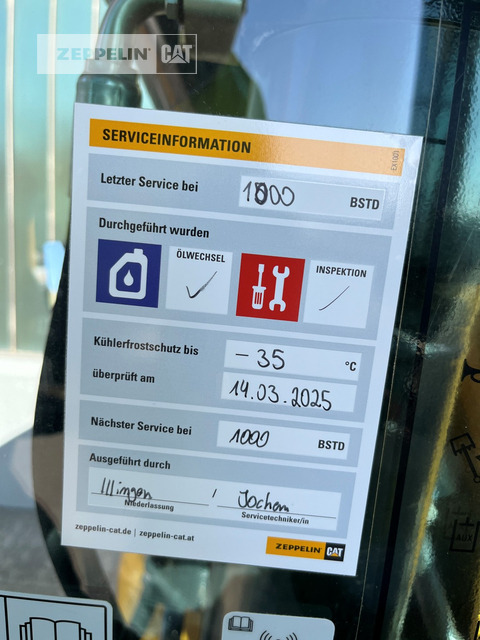 ZEPPELIN CAT
SERVICEINFORMATION
Letzter Service bei
BSTD
Durchgeführt wurden
ÖLWECHSEL
INSPEKTION
Kühlerfrostschutz bis
- 35 °C
überprüft am
14.03.2025
Nächster Service bei
1000 BSTD
Ausgeführt durch
Illingen / Jochem
Niederlassung
Servicetechniker/in
zeppelin-cat.de | zeppelin-cat.at
ZEPPELIN CAT
AUX